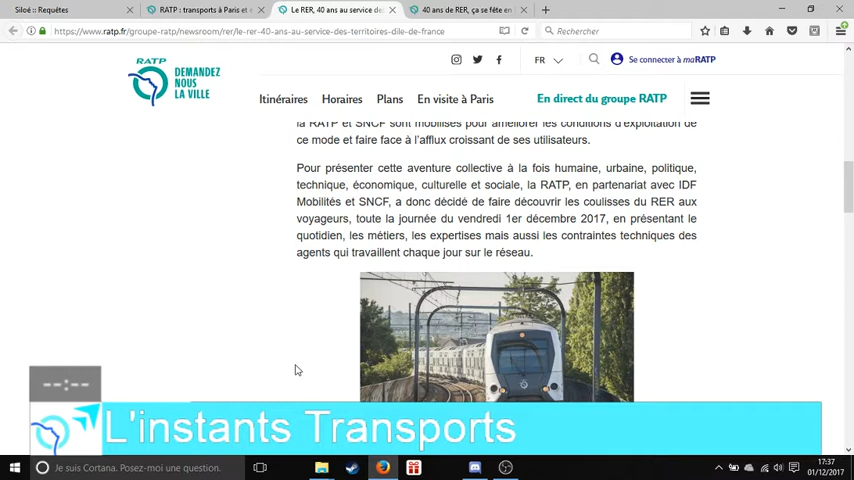 Siloé – Requêtes
RATP : transports à Paris et e
Le RER, 40 ans au service de
40 ans de RER, ça se fête en
https://www.ratp.fr/groupe-ratp/newsroom/rer/le-rer-40-ans-au-service-des-territoires-dile-de-france
Rechercher
RATP
DEMANDEZ
NOUS
LA VILLE
FR
Se connecter à maRATP
Itinéraires
Horaires
Plans
En visite à Paris
En direct du groupe RATP
la RATP et SNCF sont mobilisés pour améliorer les conditions d'exploitation de
ce mode et faire face à l'afflux croissant de ses utilisateurs.
Pour présenter cette aventure collective à la fois humaine, urbaine, politique,
technique, économique, culturelle et sociale, la RATP, en partenariat avec IDF
Mobilités et SNCF, a donc décidé de faire découvrir les coulisses du RER aux
voyageurs, toute la journée du vendredi 1er décembre 2017, en présentant le
quotidien, les métiers, les expertises mais aussi les contraintes techniques des
agents qui travaillent chaque jour sur le réseau.
--:--
L'instants Transports
Je suis Cortana. Posez-moi une question.
17:37
01/12/2017